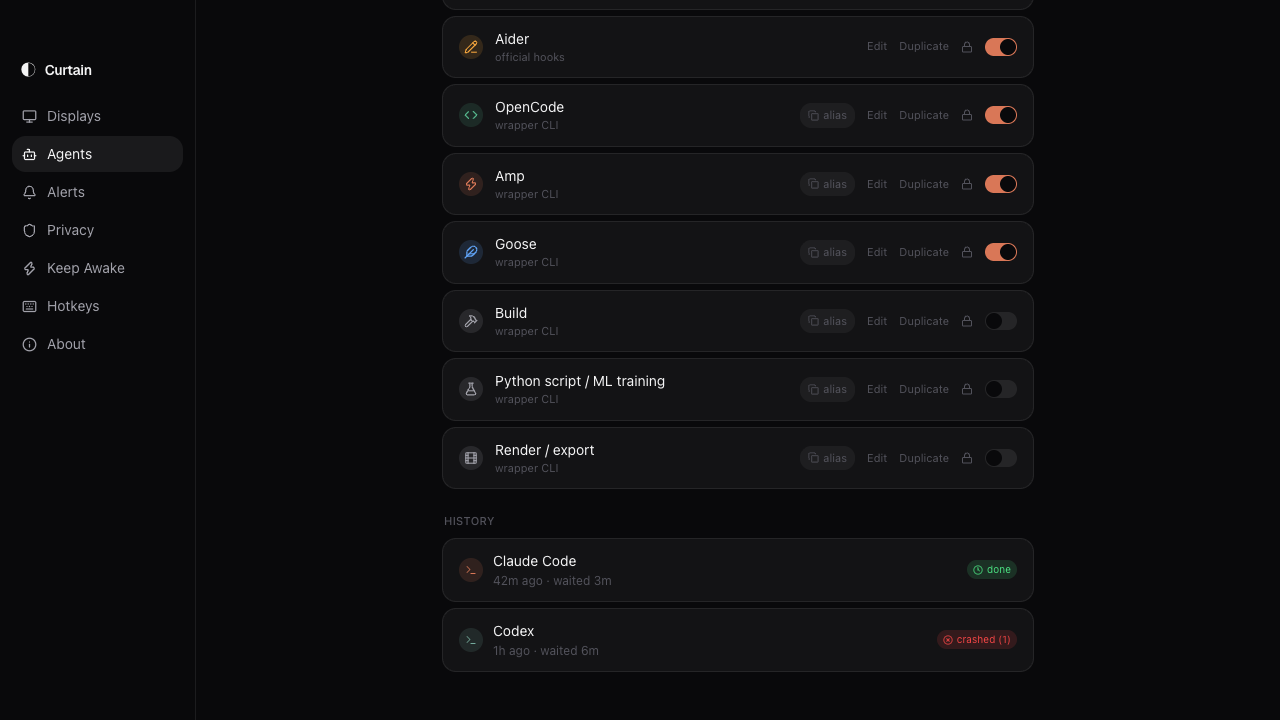 Curtain
Displays
Agents
Alerts
Privacy
Keep Awake
Hotkeys
About
Aider
official hooks
Edit Duplicate
OpenCode
wrapper CLI
alias Edit Duplicate
Amp
wrapper CLI
alias Edit Duplicate
Goose
wrapper CLI
alias Edit Duplicate
Build
wrapper CLI
alias Edit Duplicate
Python script / ML training
wrapper CLI
alias Edit Duplicate
Render / export
wrapper CLI
alias Edit Duplicate
HISTORY
Claude Code
42m ago · waited 3m
done
Codex
1h ago · waited 6m
crashed (1)